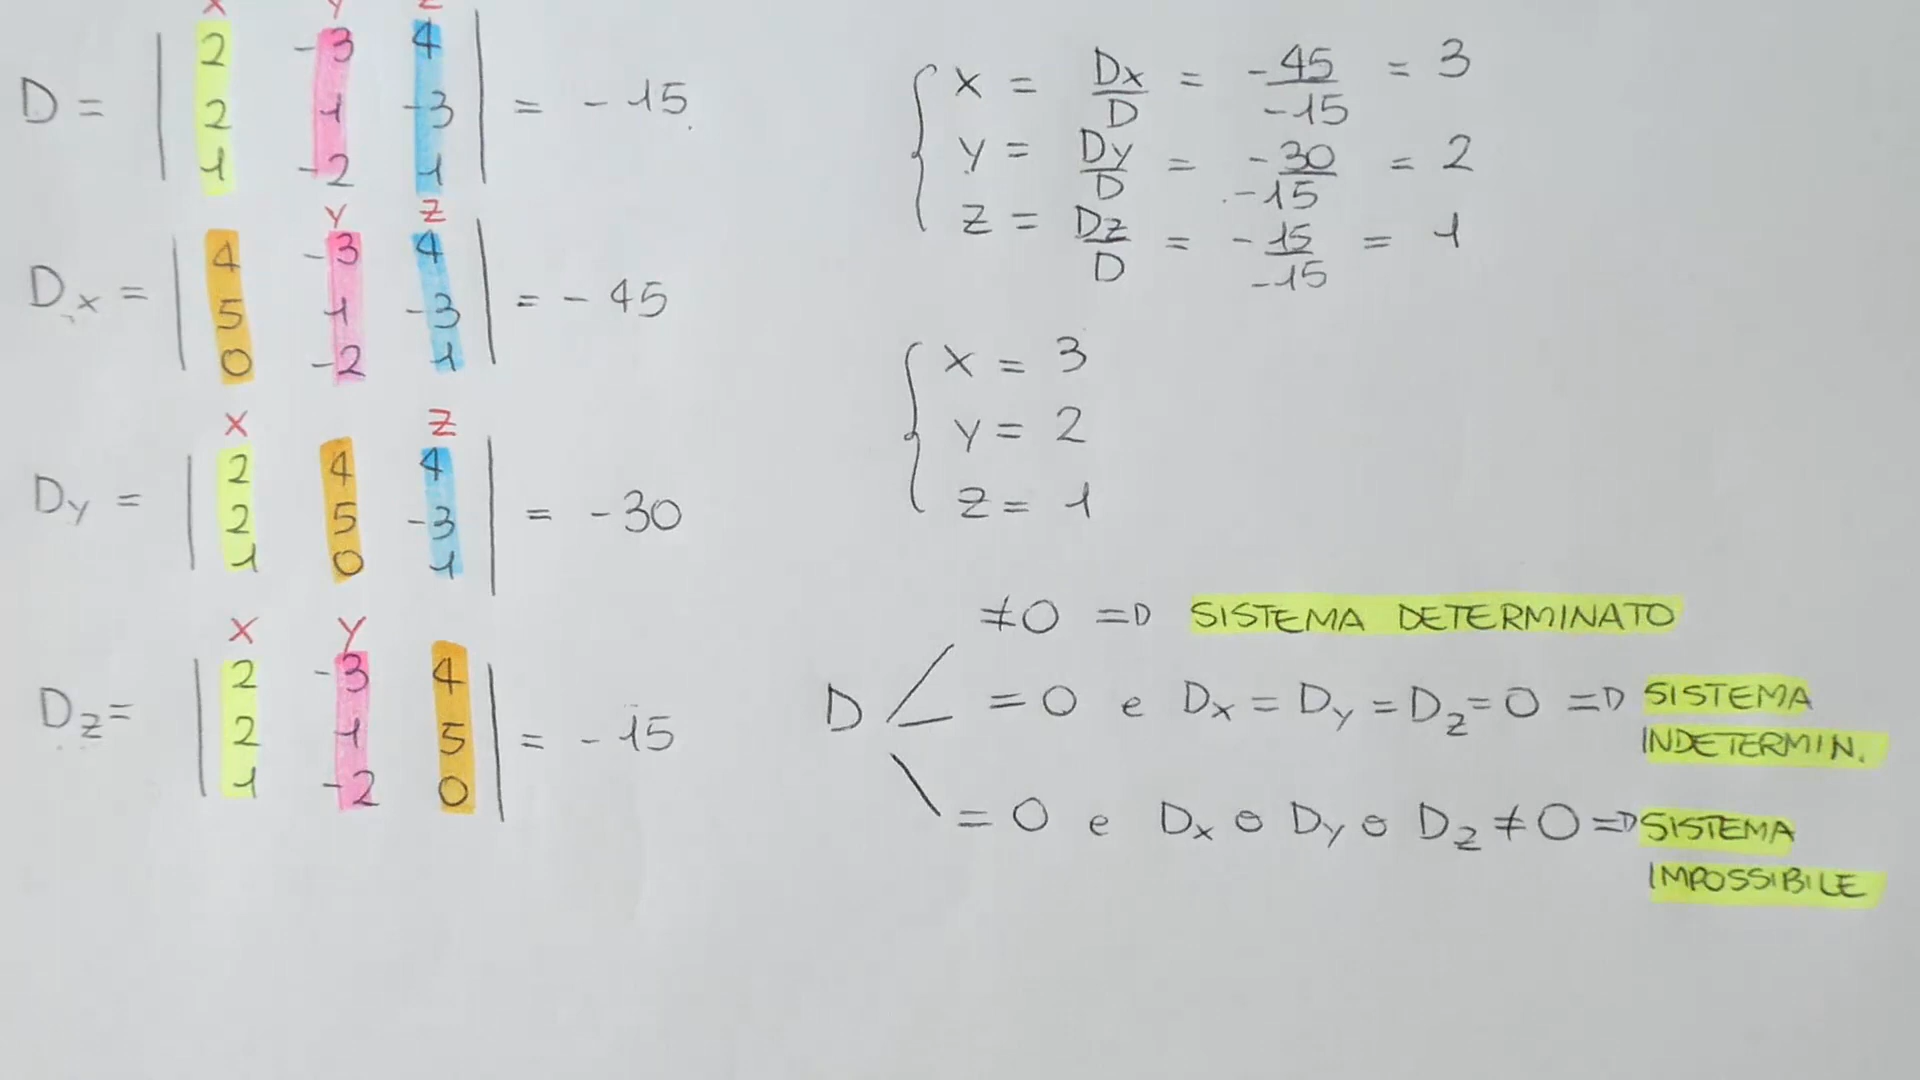 x y z
2 -3 4
D = 2 1 -3 = -15
1 -2 1
y z
4 -3 4
Dx = 5 1 -3 = -45
0 -2 1
x z
2 4 4
Dy = 2 5 -3 = -30
1 0 1
x y
2 -3 4
Dz = 2 1 5 = -15
1 -2 0
x = Dx/D = -45/-15 = 3
y = Dy/D = -30/-15 = 2
z = Dz/D = -15/-15 = 1
x = 3
y = 2
z = 1
≠0 ⇒ SISTEMA DETERMINATO
D =0 e Dx = Dy = Dz = 0 ⇒ SISTEMA
INDETERMIN.
= 0 e Dx o Dy o Dz ≠ 0 ⇒ SISTEMA
IMPOSSIBILE